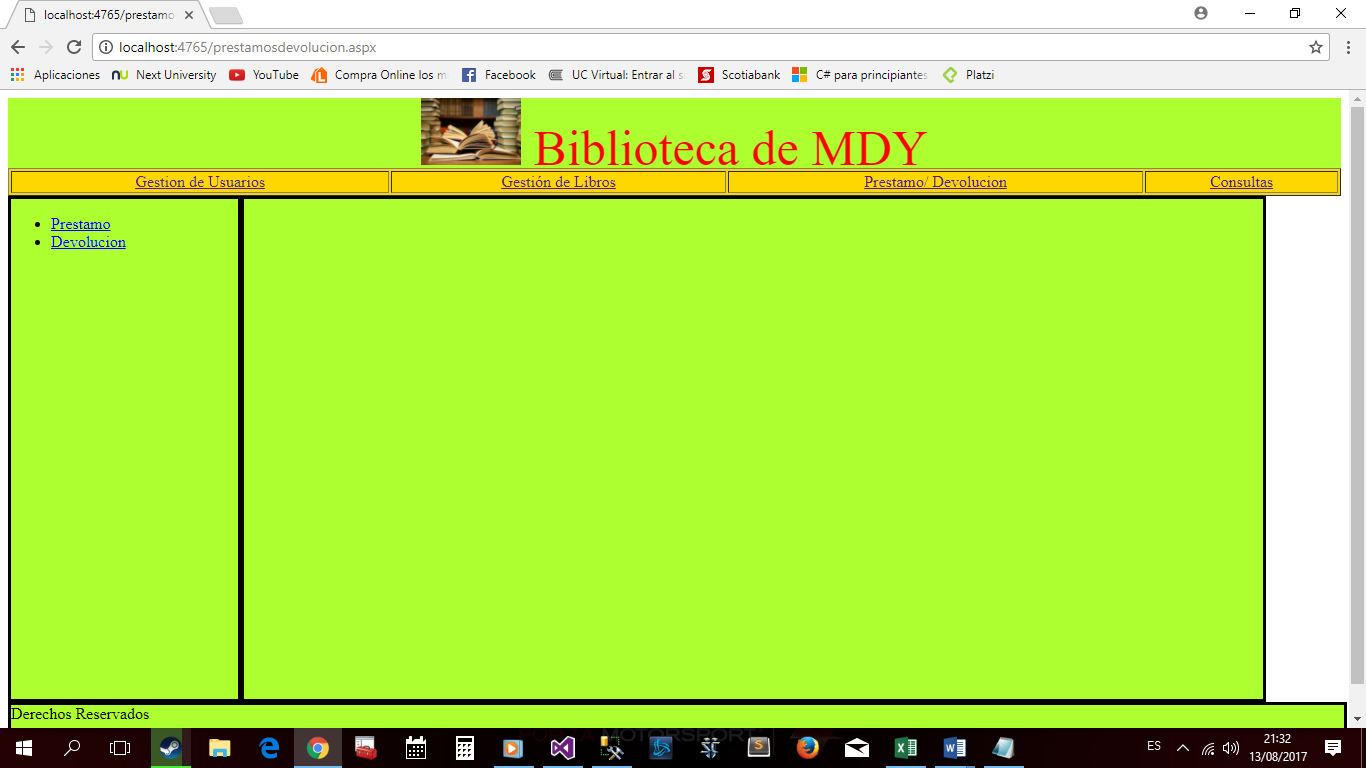 localhost:4765/prestamo
localhost:4765/prestamosdevolucion.aspx
Aplicaciones
Next University
YouTube
Compra Online los m
Facebook
UC Virtual: Entrar al s
Scotiabank
C# para principiantes
Platzi
Biblioteca de MDY
Gestion de Usuarios
Gestión de Libros
Prestamo/ Devolucion
Consultas
Prestamo
Devolucion
Derechos Reservados
MOTORSPORT
ES
21:32
13/08/2017